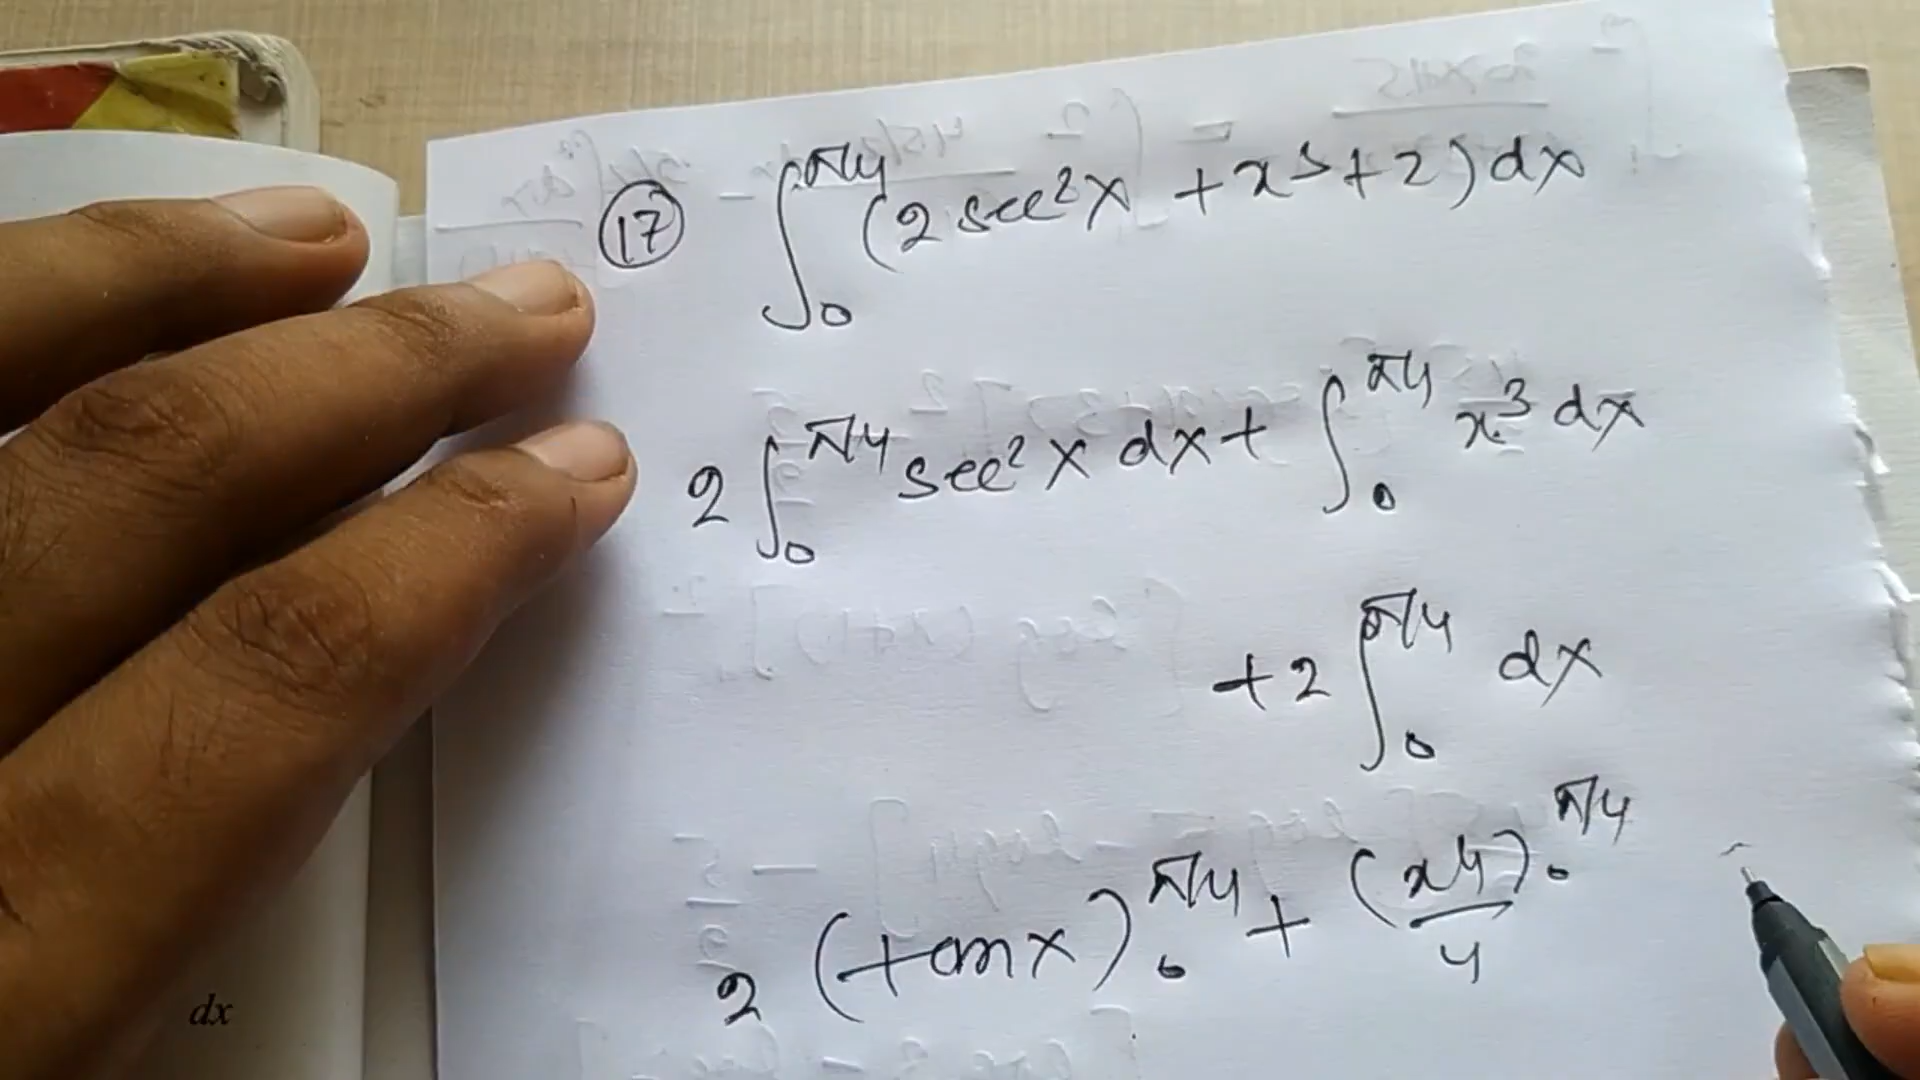 ⑰ ∫₀^π/4 (2 sec²x + x³ + 2) dx
2 ∫₀^π/4 sec²x dx + ∫₀^π/4 x³ dx
+ 2 ∫₀^π/4 dx
2 (tan x)₀^π/4 + (x⁴/4)₀^π/4
dx